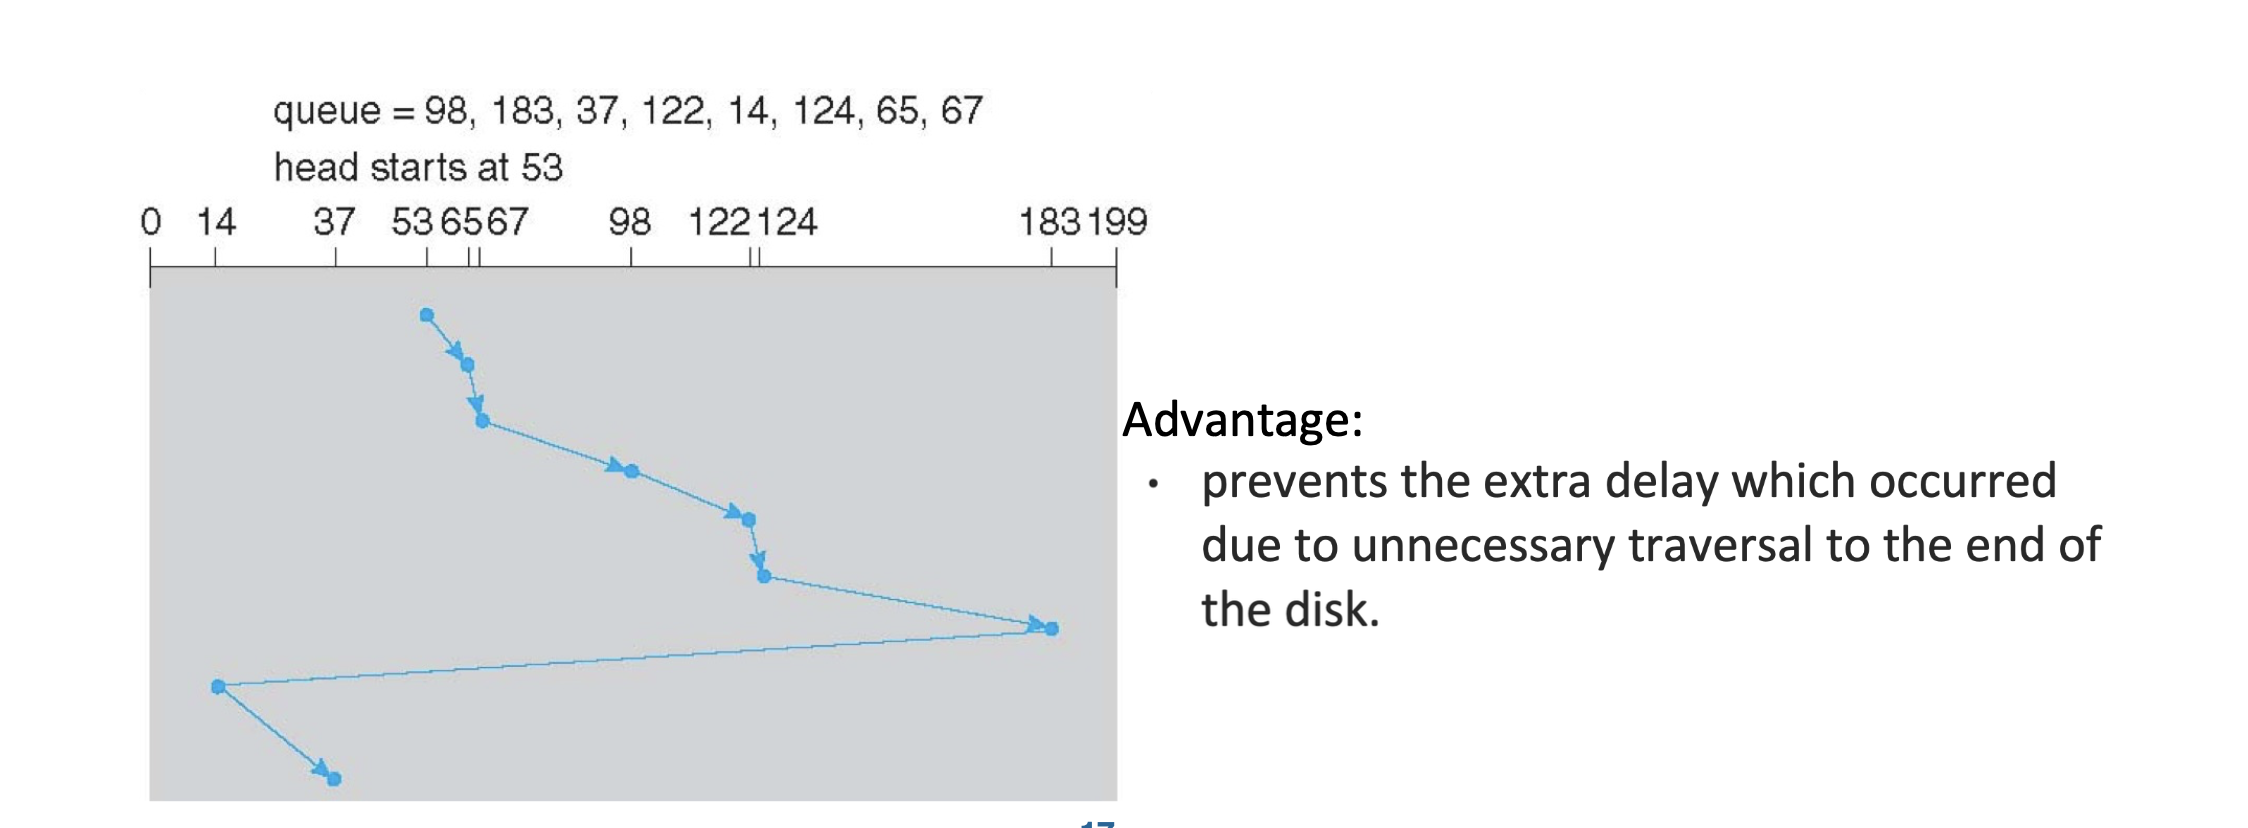 queue = 98, 183, 37, 122, 14, 124, 65, 67
head starts at 53
0 14 37 53 65 67 98 122 124 183 199
Advantage:
• prevents the extra delay which occurred
due to unnecessary traversal to the end of
the disk.
17